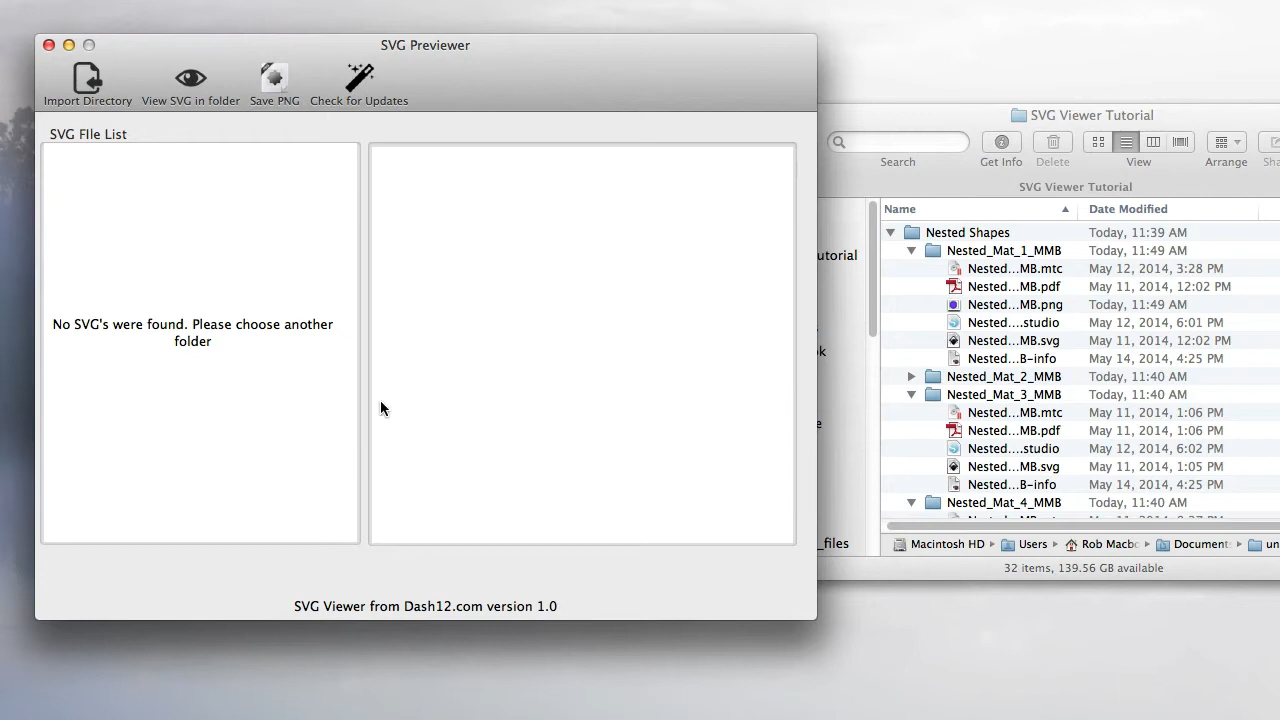 SVG Previewer
Import Directory View SVG in folder Save PNG Check for Updates
SVG FIle List
No SVG's were found. Please choose another
folder
SVG Viewer from Dash12.com version 1.0
SVG Viewer Tutorial
Search Get Info Delete View Arrange
SVG Viewer Tutorial
Name Date Modified
Nested Shapes Today, 11:39 AM
Nested_Mat_1_MMB Today, 11:49 AM
Nested...MB.mtc May 12, 2014, 3:28 PM
Nested...MB.pdf May 11, 2014, 12:02 PM
Nested...MB.png Today, 11:49 AM
Nested....studio May 12, 2014, 6:01 PM
Nested...MB.svg May 11, 2014, 12:02 PM
Nested...B-info May 14, 2014, 4:25 PM
Nested_Mat_2_MMB Today, 11:40 AM
Nested_Mat_3_MMB Today, 11:40 AM
Nested...MB.mtc May 11, 2014, 1:06 PM
Nested...MB.pdf May 11, 2014, 1:06 PM
Nested....studio May 12, 2014, 6:02 PM
Nested...MB.svg May 11, 2014, 1:05 PM
Nested...B-info May 14, 2014, 4:25 PM
Nested_Mat_4_MMB Today, 11:40 AM
utorial
_files
Macintosh HD Users Rob Macbo Documents un
32 items, 139.56 GB available